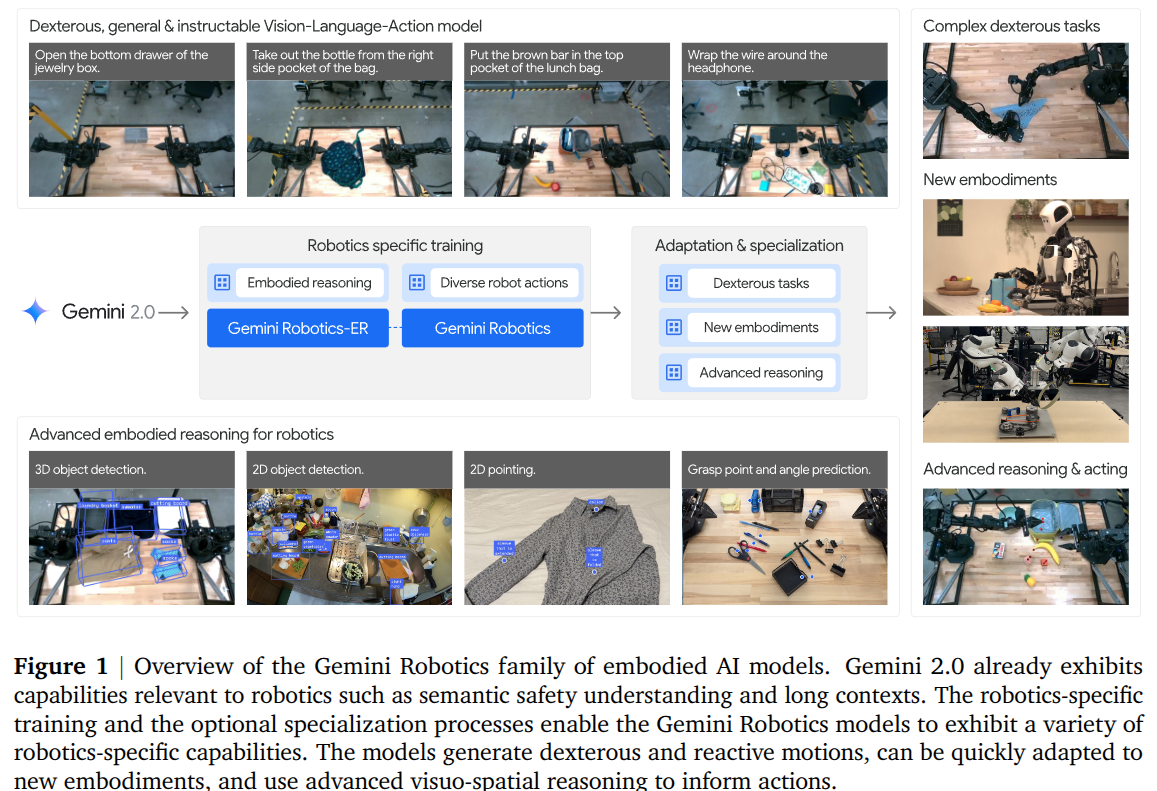 Dexterous, general & instructable Vision-Language-Action model
Open the bottom drawer of the
jewelry box.
Take out the bottle from the right
side pocket of the bag.
Put the brown bar in the top
pocket of the lunch bag.
Wrap the wire around the
headphone.
Complex dexterous tasks
New embodiments
Robotics specific training
Embodied reasoning
Diverse robot actions
Gemini 2.0
Gemini Robotics-ER
Gemini Robotics
Adaptation & specialization
Dexterous tasks
New embodiments
Advanced reasoning
Advanced embodied reasoning for robotics
3D object detection.
2D object detection.
2D pointing.
Grasp point and angle prediction.
Advanced reasoning & acting
Figure 1 | Overview of the Gemini Robotics family of embodied AI models. Gemini 2.0 already exhibits
capabilities relevant to robotics such as semantic safety understanding and long contexts. The robotics-specific
training and the optional specialization processes enable the Gemini Robotics models to exhibit a variety of
robotics-specific capabilities. The models generate dexterous and reactive motions, can be quickly adapted to
new embodiments, and use advanced visuo-spatial reasoning to inform actions.